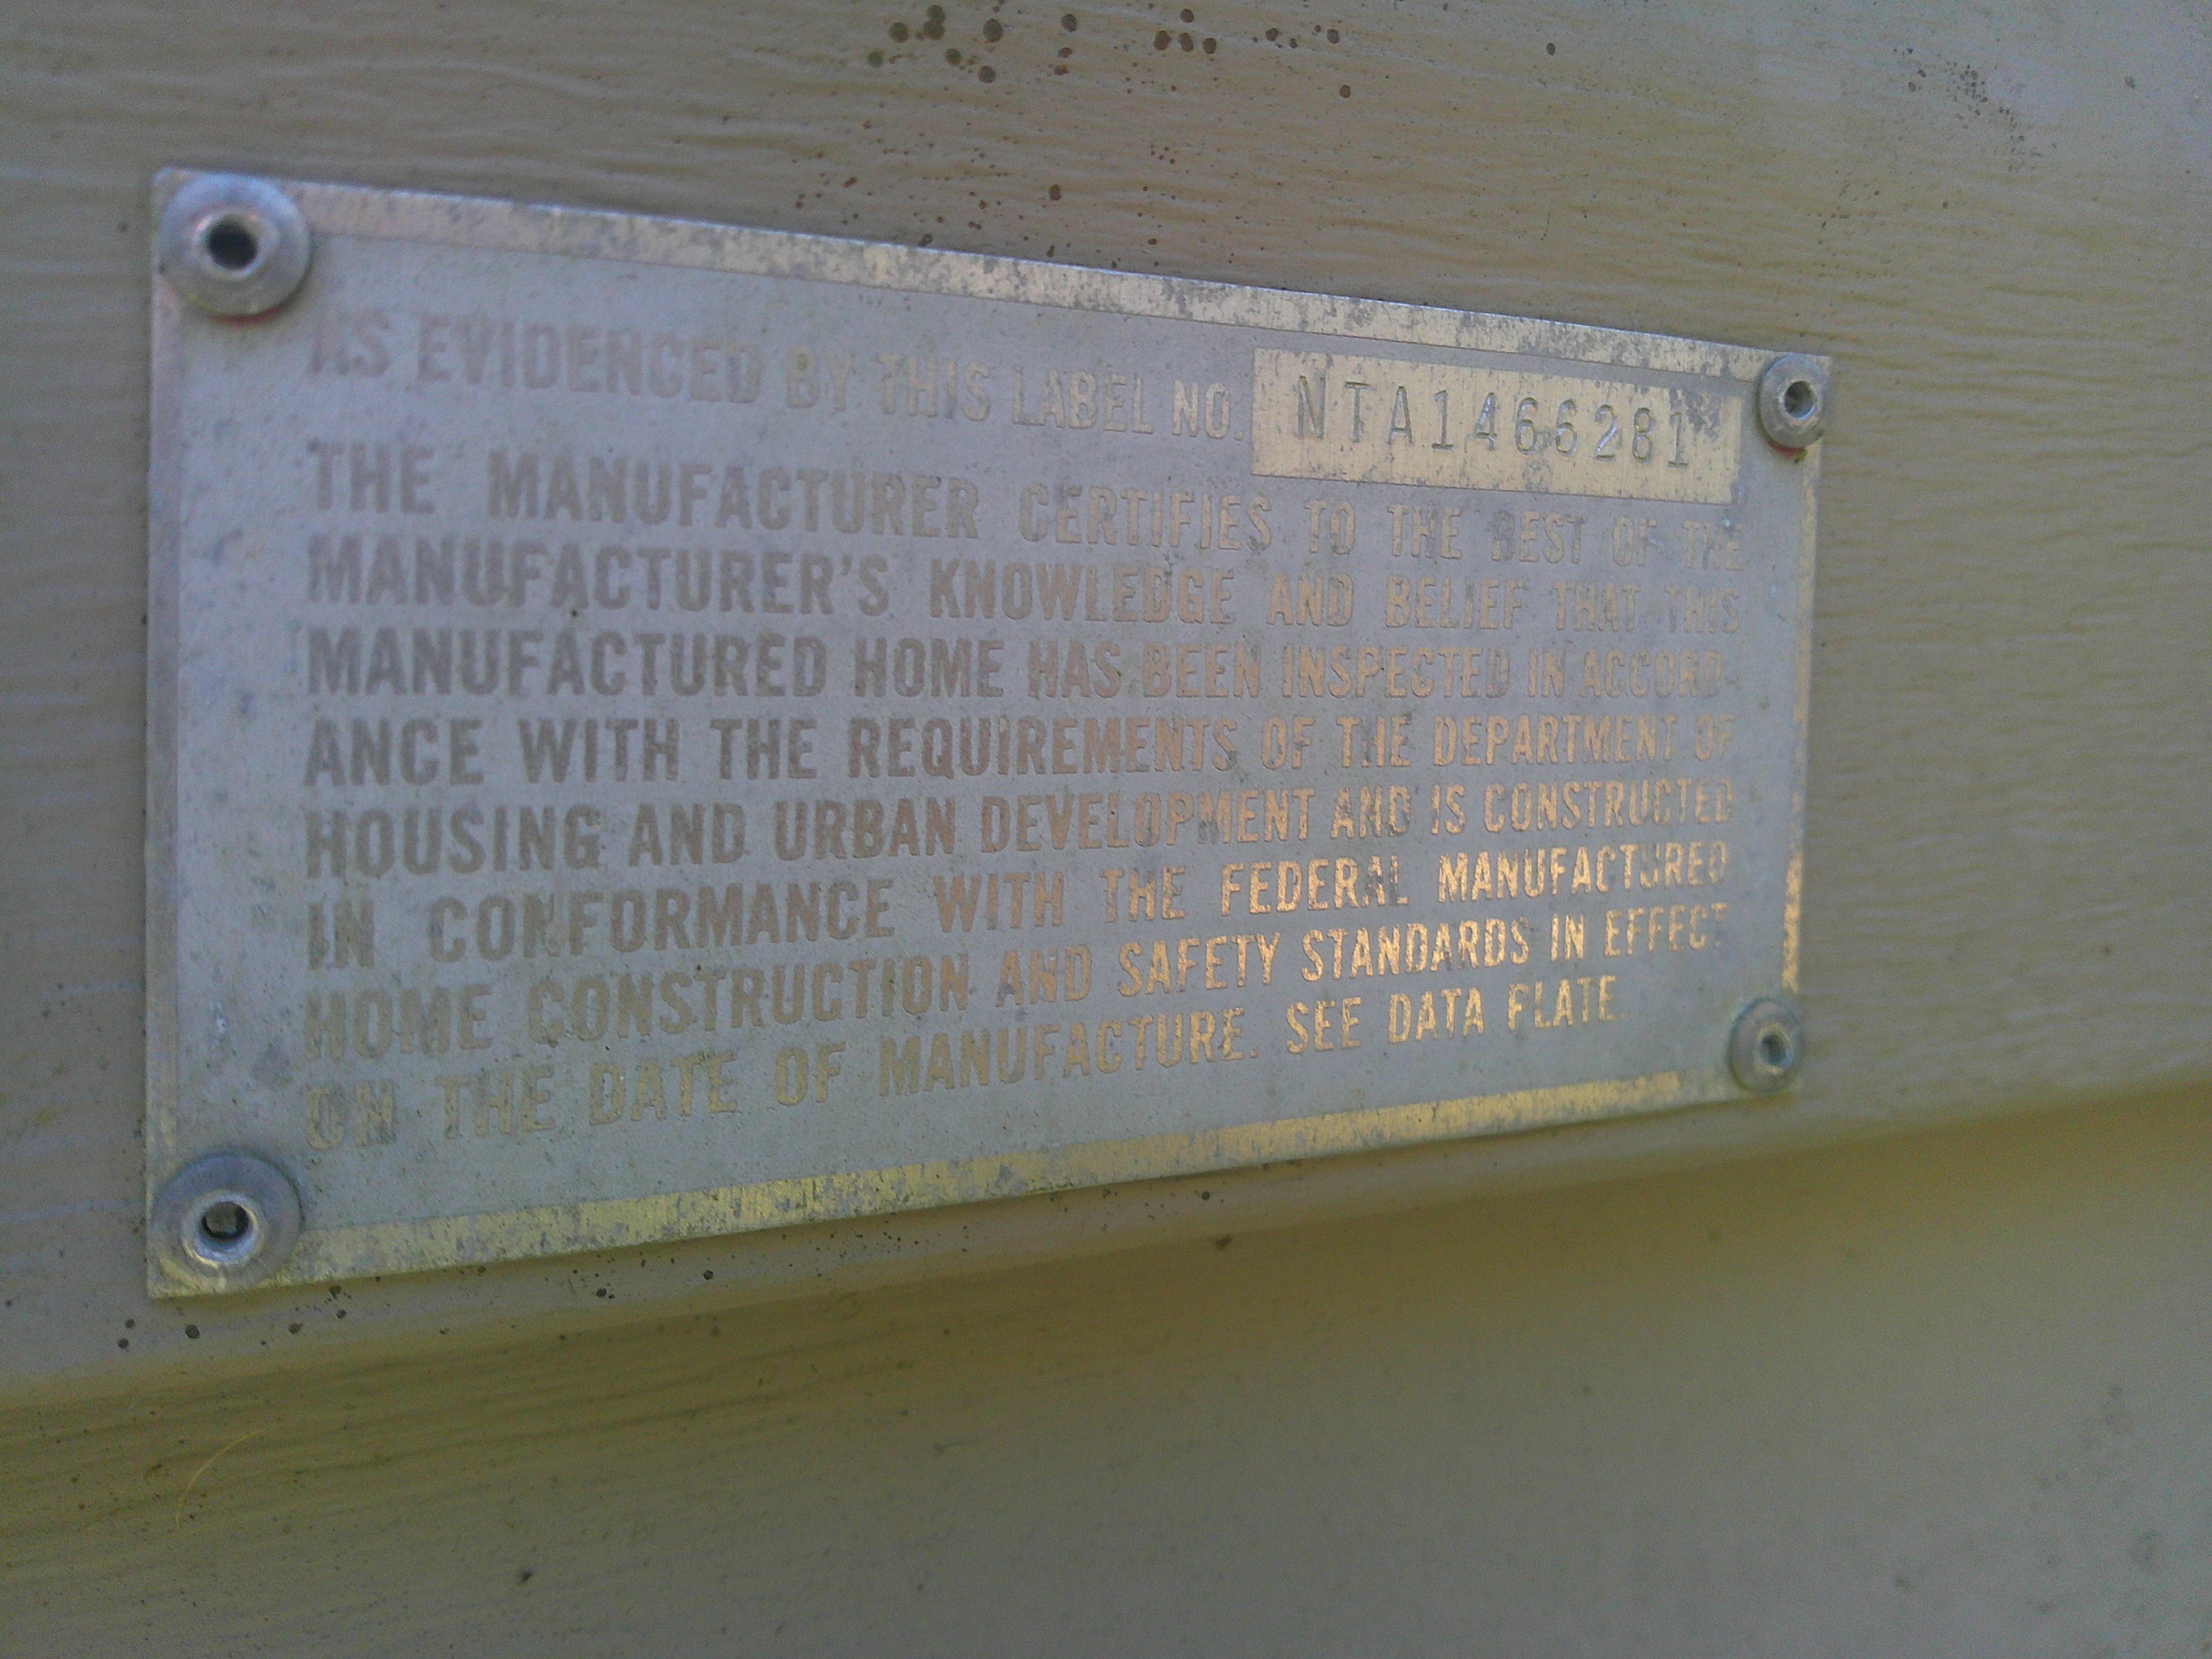 AS EVIDENCED BY THIS LABEL NO. NTA1466281
THE MANUFACTURER CERTIFIES TO THE BEST OF THE
MANUFACTURER'S KNOWLEDGE AND BELIEF THAT THIS
MANUFACTURED HOME HAS BEEN INSPECTED IN ACCORD-
ANCE WITH THE REQUIREMENTS OF THE DEPARTMENT OF
HOUSING AND URBAN DEVELOPMENT AND IS CONSTRUCTED
IN CONFORMANCE WITH THE FEDERAL MANUFACTURED
HOME CONSTRUCTION AND SAFETY STANDARDS IN EFFECT
ON THE DATE OF MANUFACTURE. SEE DATA PLATE.